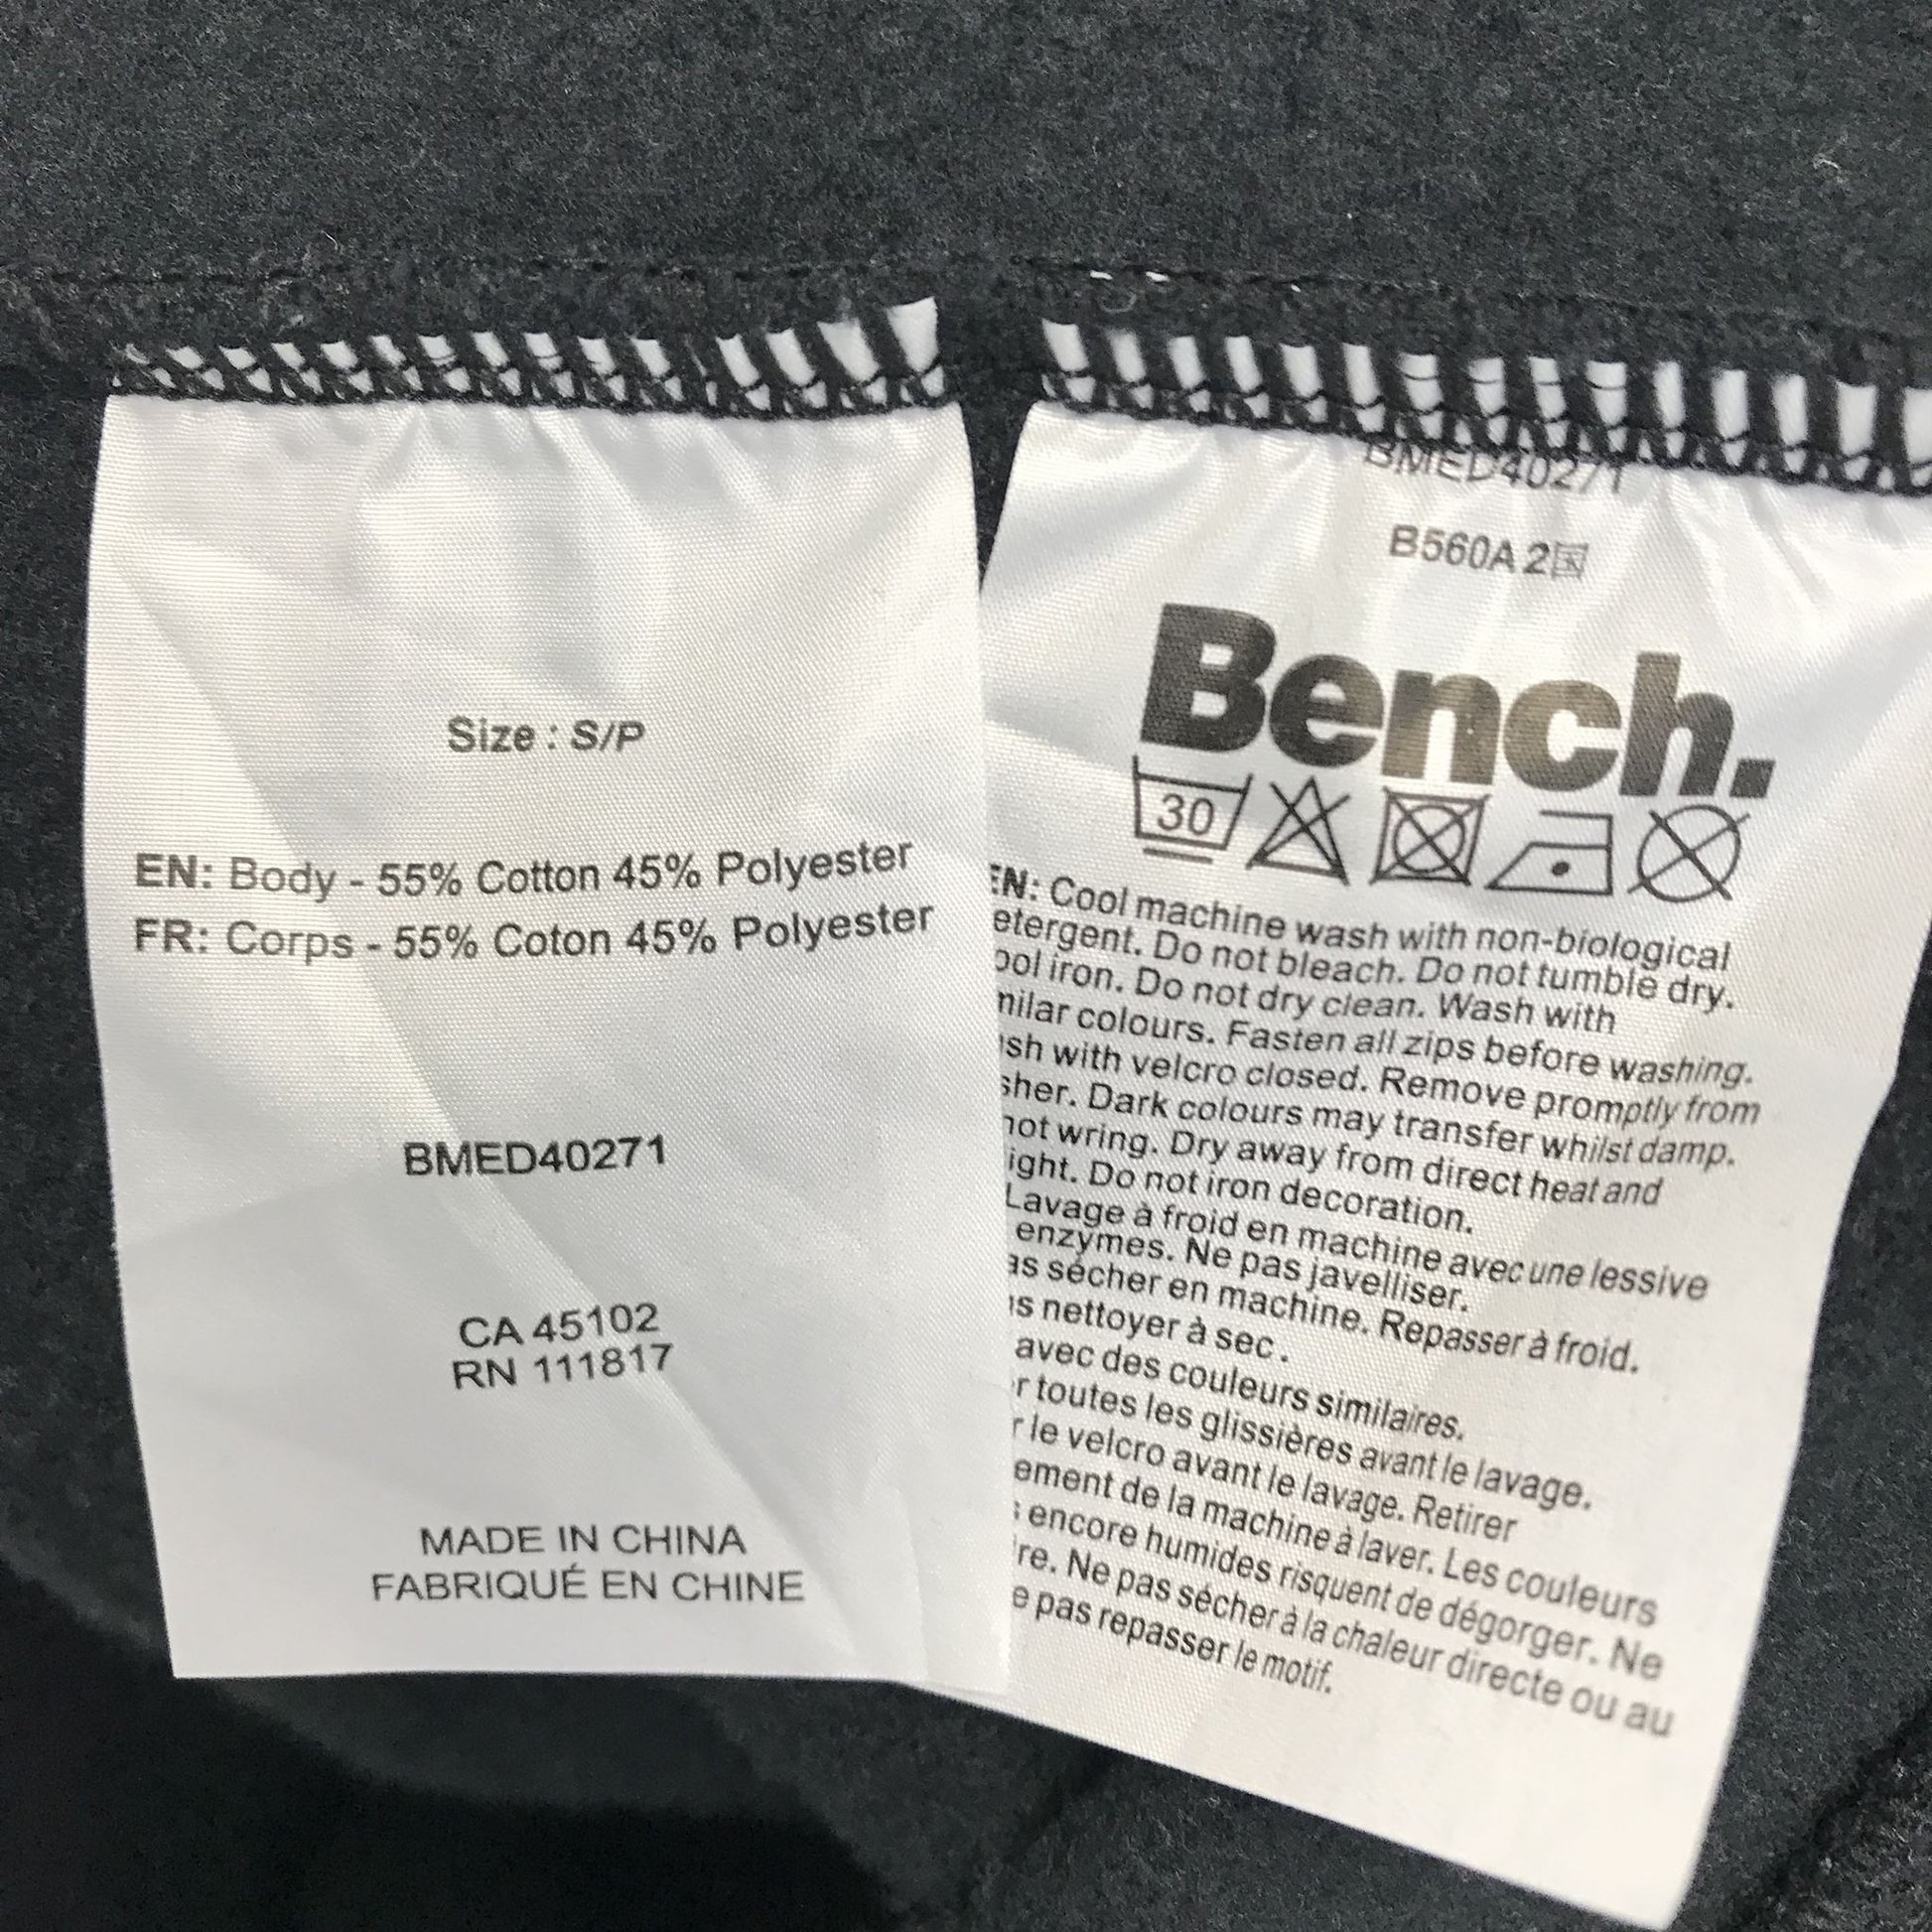 Size : S/P
EN: Body - 55% Cotton 45% Polyester
FR: Corps - 55% Coton 45% Polyester
BMED40271
CA 45102
RN 111817
MADE IN CHINA
FABRIQUÉ EN CHINE
BMED40271
B560A 2国
Bench.
30
EN: Cool machine wash with non-biological
etergent. Do not bleach. Do not tumble dry.
ool iron. Do not dry clean. Wash with
milar colours. Fasten all zips before washing.
sh with velcro closed. Remove promptly from
sher. Dark colours may transfer whilst damp.
not wring. Dry away from direct heat and
ight. Do not iron decoration.
Lavage à froid en machine avec une lessive
enzymes. Ne pas javelliser.
as sécher en machine. Repasser à froid.
s nettoyer à sec.
avec des couleurs similaires.
r toutes les glissières avant le lavage.
r le velcro avant le lavage. Retirer
ement de la machine à laver. Les couleurs
encore humides risquent de dégorger. Ne
re. Ne pas sécher à la chaleur directe ou au
e pas repasser le motif.